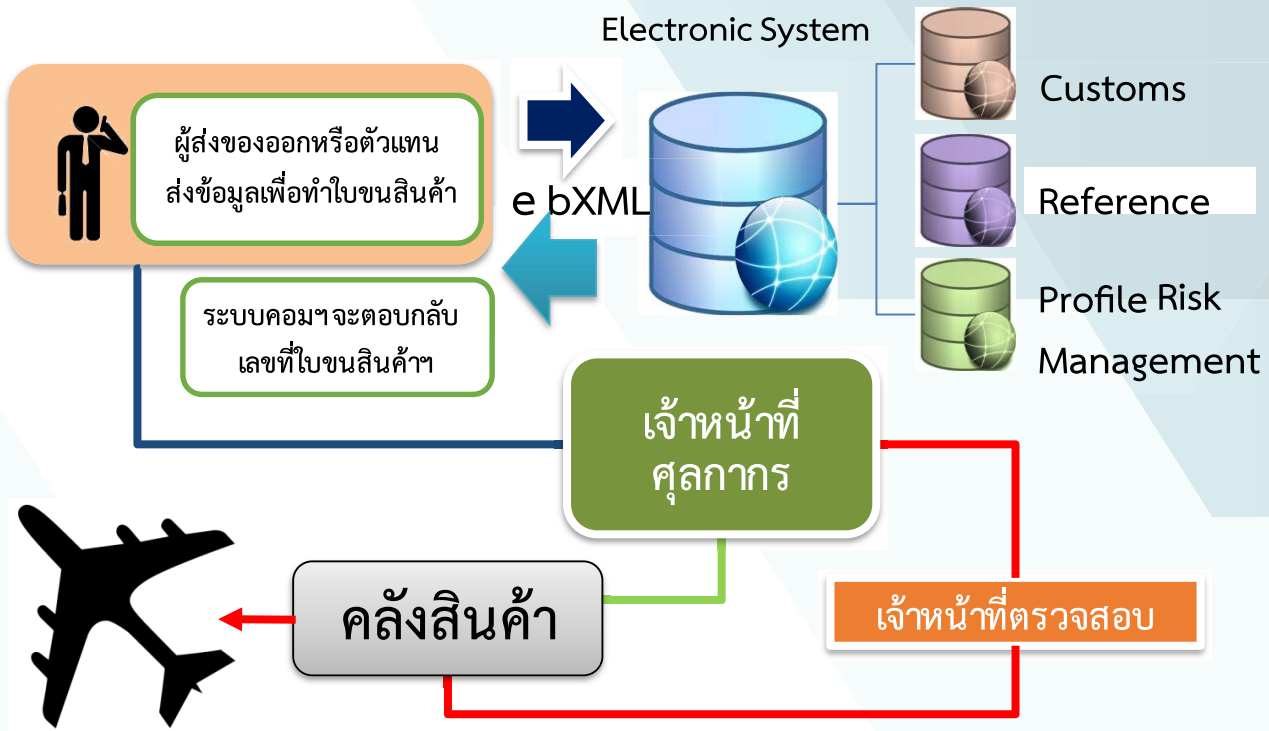 Electronic System
Customs
ผู้ส่งของออกหรือตัวแทน
ส่งข้อมูลเพื่อทำใบขนสินค้า
e bXML
Reference
ระบบคอมฯจะตอบกลับ
เลขที่ใบขนสินค้าฯ
Profile Risk
Management
เจ้าหน้าที่
ศุลกากร
คลังสินค้า
เจ้าหน้าที่ตรวจสอบ